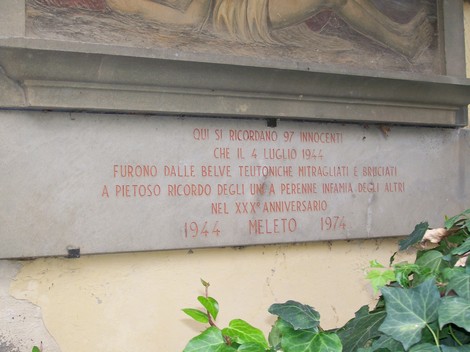 QUI SI RICORDANO 97 INNOCENTI
CHE IL 4 LUGLIO 1944
FURONO DALLE BELVE TEUTONICHE MITRAGLIATI E BRUCIATI
A PIETOSO RICORDO DEGLI UNI A PERENNE INFAMIA DEGLI ALTRI
NEL XXX° ANNIVERSARIO
1944 MELETO 1974